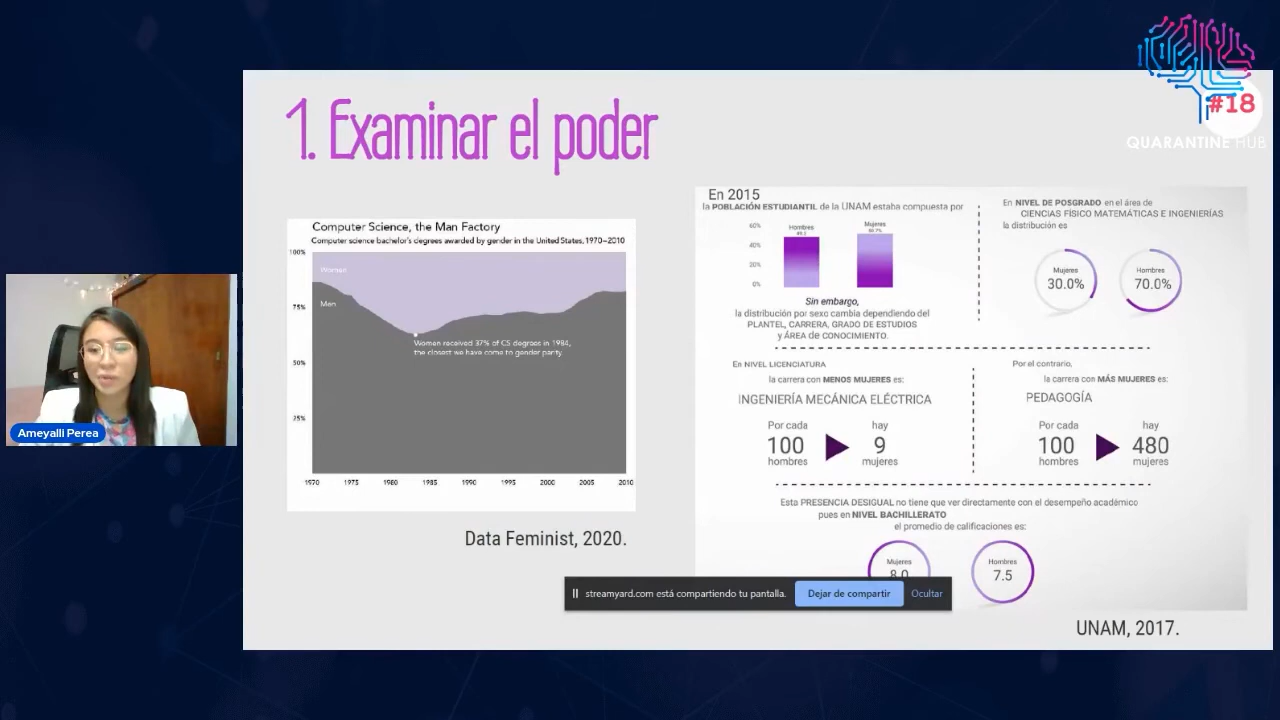 #18
QUARANTINE HUB
1. Examinar el poder
Computer Science, the Man Factory
Computer science bachelor's degrees awarded by gender in the United States, 1970–2010
100%
Women
Men
75%
Women received 37% of CS degrees in 1984,
the closest we have come to gender parity.
50%
25%
1970 1975 1980 1985 1990 1995 2000 2005 2010
Data Feminist, 2020.
En 2015
la POBLACIÓN ESTUDIANTIL de la UNAM estaba compuesta por
60%
40%
20%
0%
Hombres
Mujeres
Sin embargo,
la distribución por sexo cambia dependiendo del
PLANTEL, CARRERA, GRADO DE ESTUDIOS
y ÁREA de CONOCIMIENTO.
En NIVEL DE POSGRADO en el área de
CIENCIAS FÍSICO MATEMÁTICAS E INGENIERÍAS
la distribución es
Mujeres
30.0%
Hombres
70.0%
En NIVEL LICENCIATURA
la carrera con MENOS MUJERES es:
INGENIERÍA MECÁNICA ELÉCTRICA
Por cada
100
hombres
hay
9
mujeres
Por el contrario,
la carrera con MÁS MUJERES es:
PEDAGOGÍA
Por cada
100
hombres
hay
480
mujeres
Esta PRESENCIA DESIGUAL no tiene que ver directamente con el desempeño académico
pues en NIVEL BACHILLERATO
el promedio de calificaciones es:
Mujeres
8.0
Hombres
7.5
streamyard.com está compartiendo tu pantalla.
Dejar de compartir
Ocultar
UNAM, 2017.
Ameyalli Perea